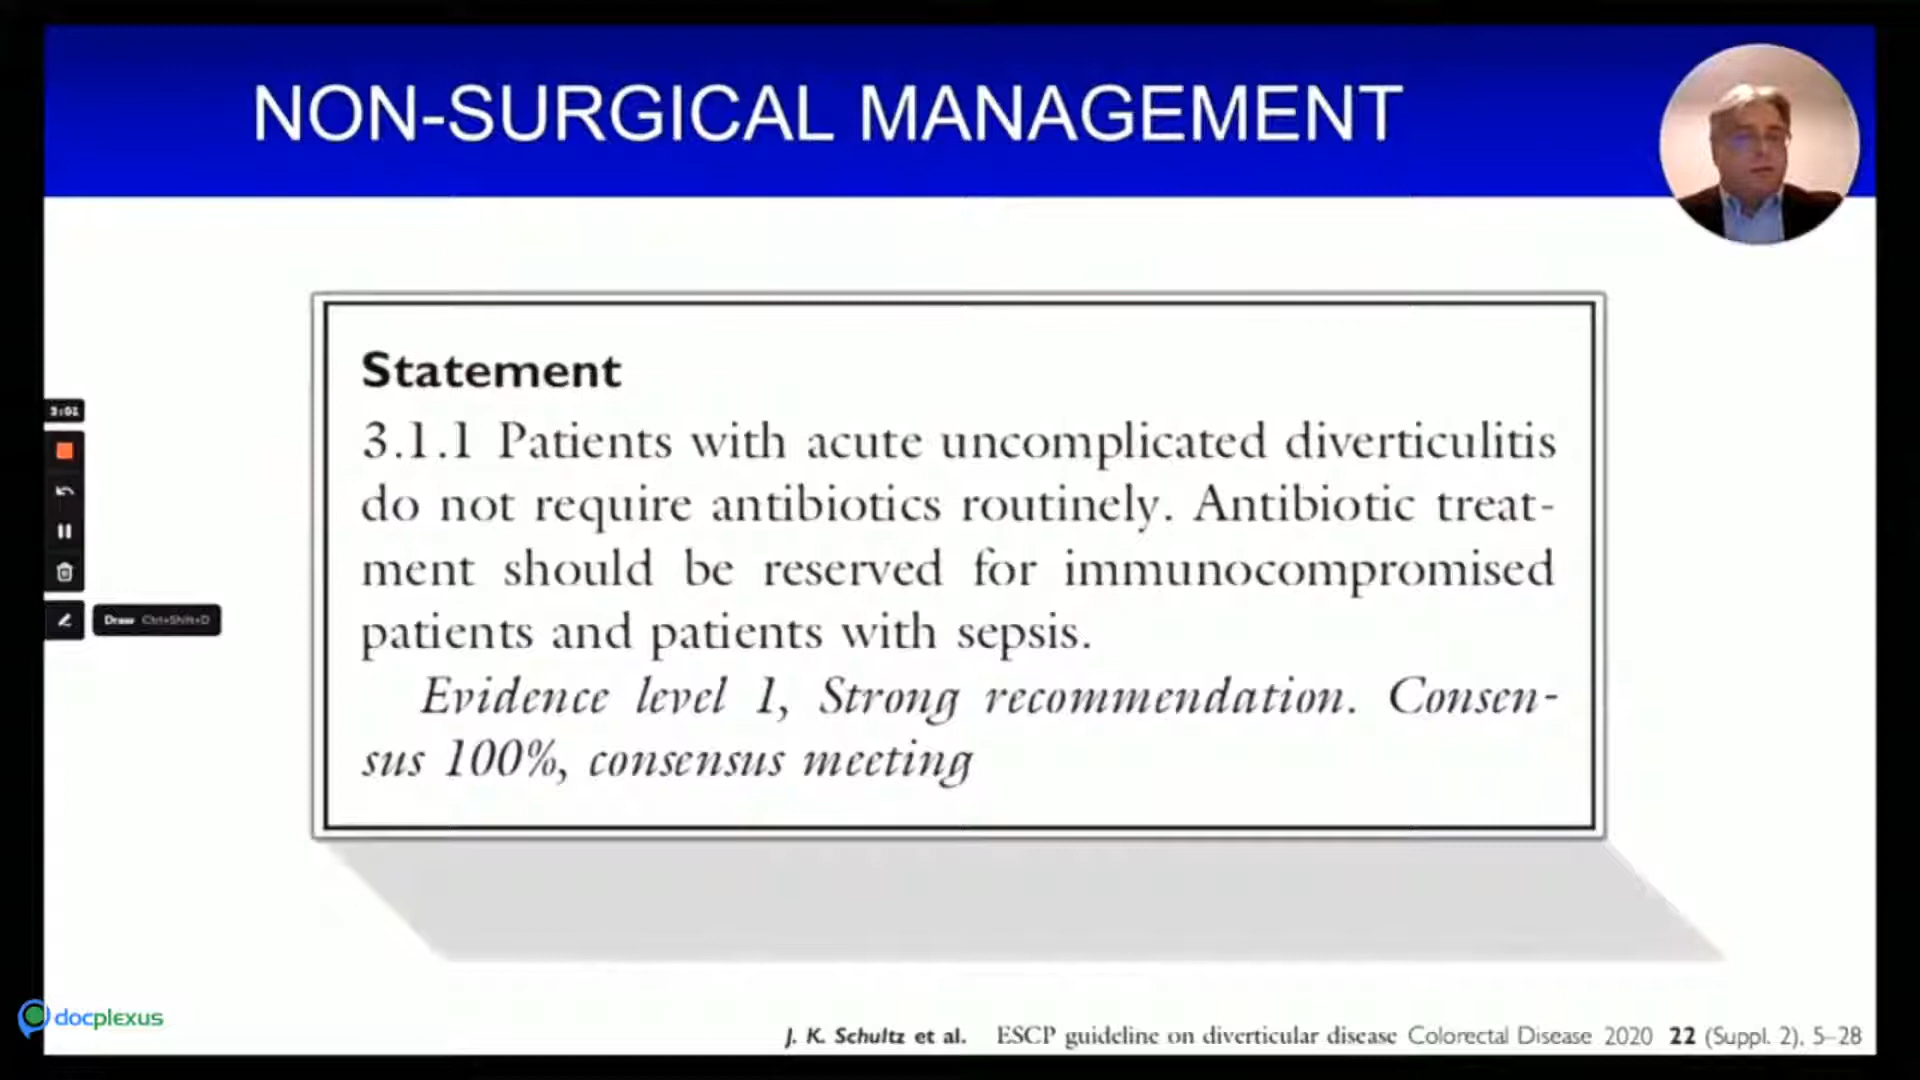 NON-SURGICAL MANAGEMENT
Statement
3.1.1 Patients with acute uncomplicated diverticulitis
do not require antibiotics routinely. Antibiotic treat-
ment should be reserved for immunocompromised
patients and patients with sepsis.
Evidence level 1, Strong recommendation. Consen-
sus 100%, consensus meeting
Draw Ctrl+Shift+D
docplexus
J. K. Schultz et al. ESCP guideline on diverticular disease Colorectal Disease 2020 22 (Suppl. 2), 5–28